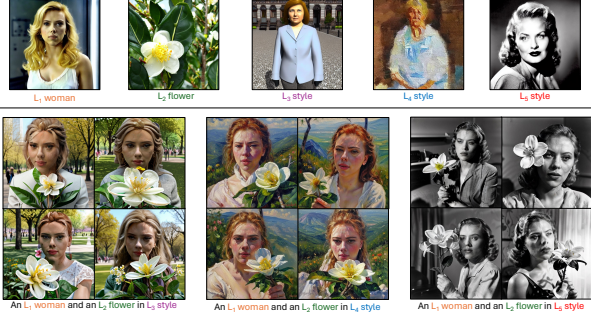 L₁ woman
L₂ flower
L₃ style
L₄ style
L₅ style
An L₁ woman and an L₂ flower in L₃ style
An L₁ woman and an L₂ flower in L₄ style
An L₁ woman and an L₂ flower in L₅ style